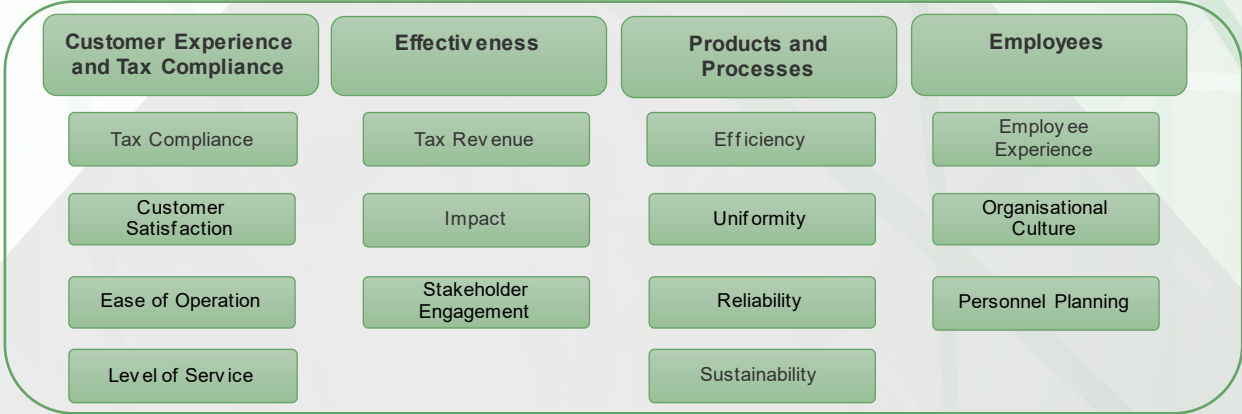 Customer Experience
and Tax Compliance
Tax Compliance
Customer
Satisfaction
Ease of Operation
Level of Service
Effectiveness
Tax Revenue
Impact
Stakeholder
Engagement
Products and
Processes
Efficiency
Uniformity
Reliability
Sustainability
Employees
Employee
Experience
Organisational
Culture
Personnel Planning